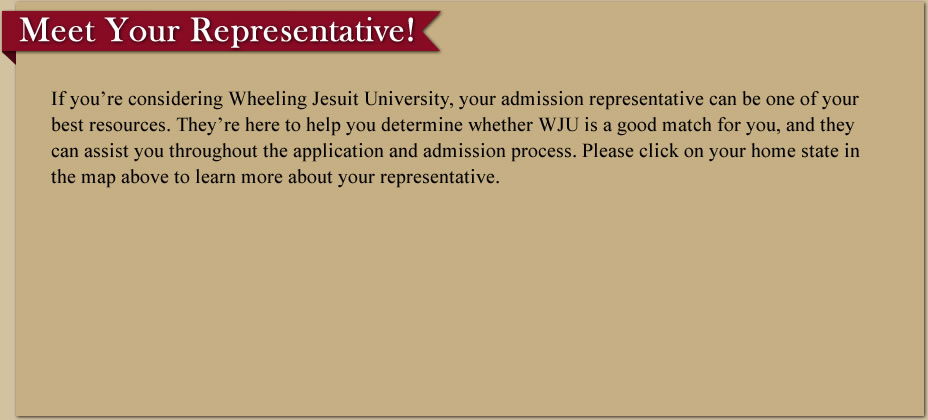 Meet Your Representative!
If you’re considering Wheeling Jesuit University, your admission representative can be one of your
best resources. They’re here to help you determine whether WJU is a good match for you, and they
can assist you throughout the application and admission process. Please click on your home state in
the map above to learn more about your representative.